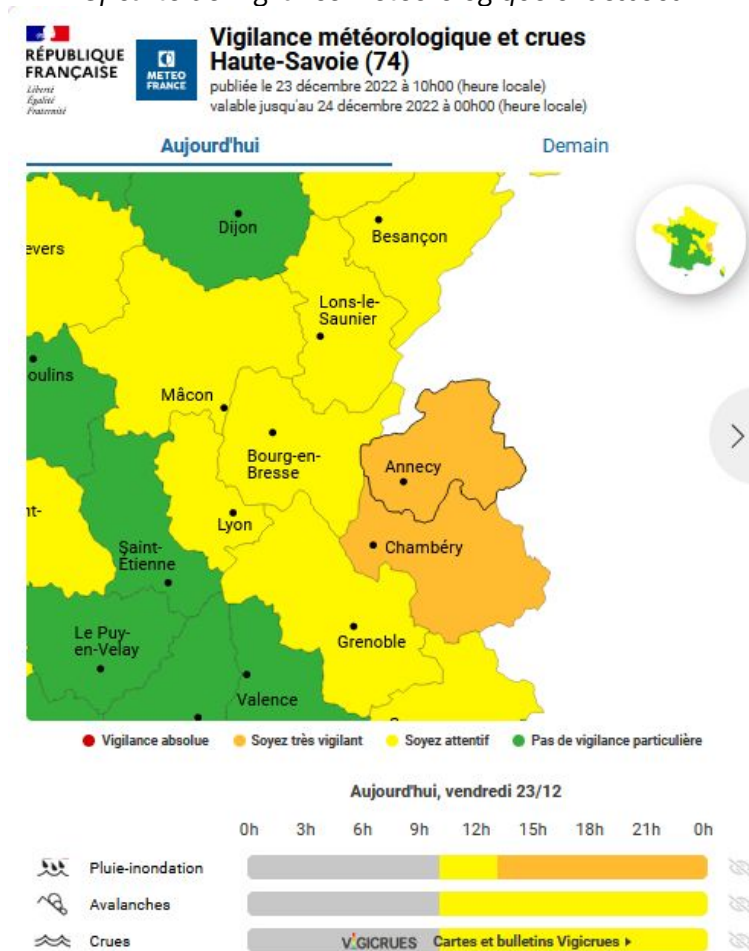 RÉPUBLIQUE
FRANÇAISE
Liberté
Égalité
Fraternité
METEO
FRANCE
Vigilance météorologique et crues
Haute-Savoie (74)
publiée le 23 décembre 2022 à 10h00 (heure locale)
valable jusqu'au 24 décembre 2022 à 00h00 (heure locale)
Aujourd'hui Demain
Dijon
Besançon
evers
Lons-le-
Saunier
oulins
Mâcon
Bourg-en-
Bresse
Annecy
nt-
Lyon
Saint-
Étienne
Chambéry
Le Puy-
en-Velay
Grenoble
Valence
Vigilance absolue Soyez très vigilant Soyez attentif Pas de vigilance particulière
Aujourd'hui, vendredi 23/12
0h 3h 6h 9h 12h 15h 18h 21h 0h
Pluie-inondation
Avalanches
Crues VIGICRUES Cartes et bulletins Vigicrues